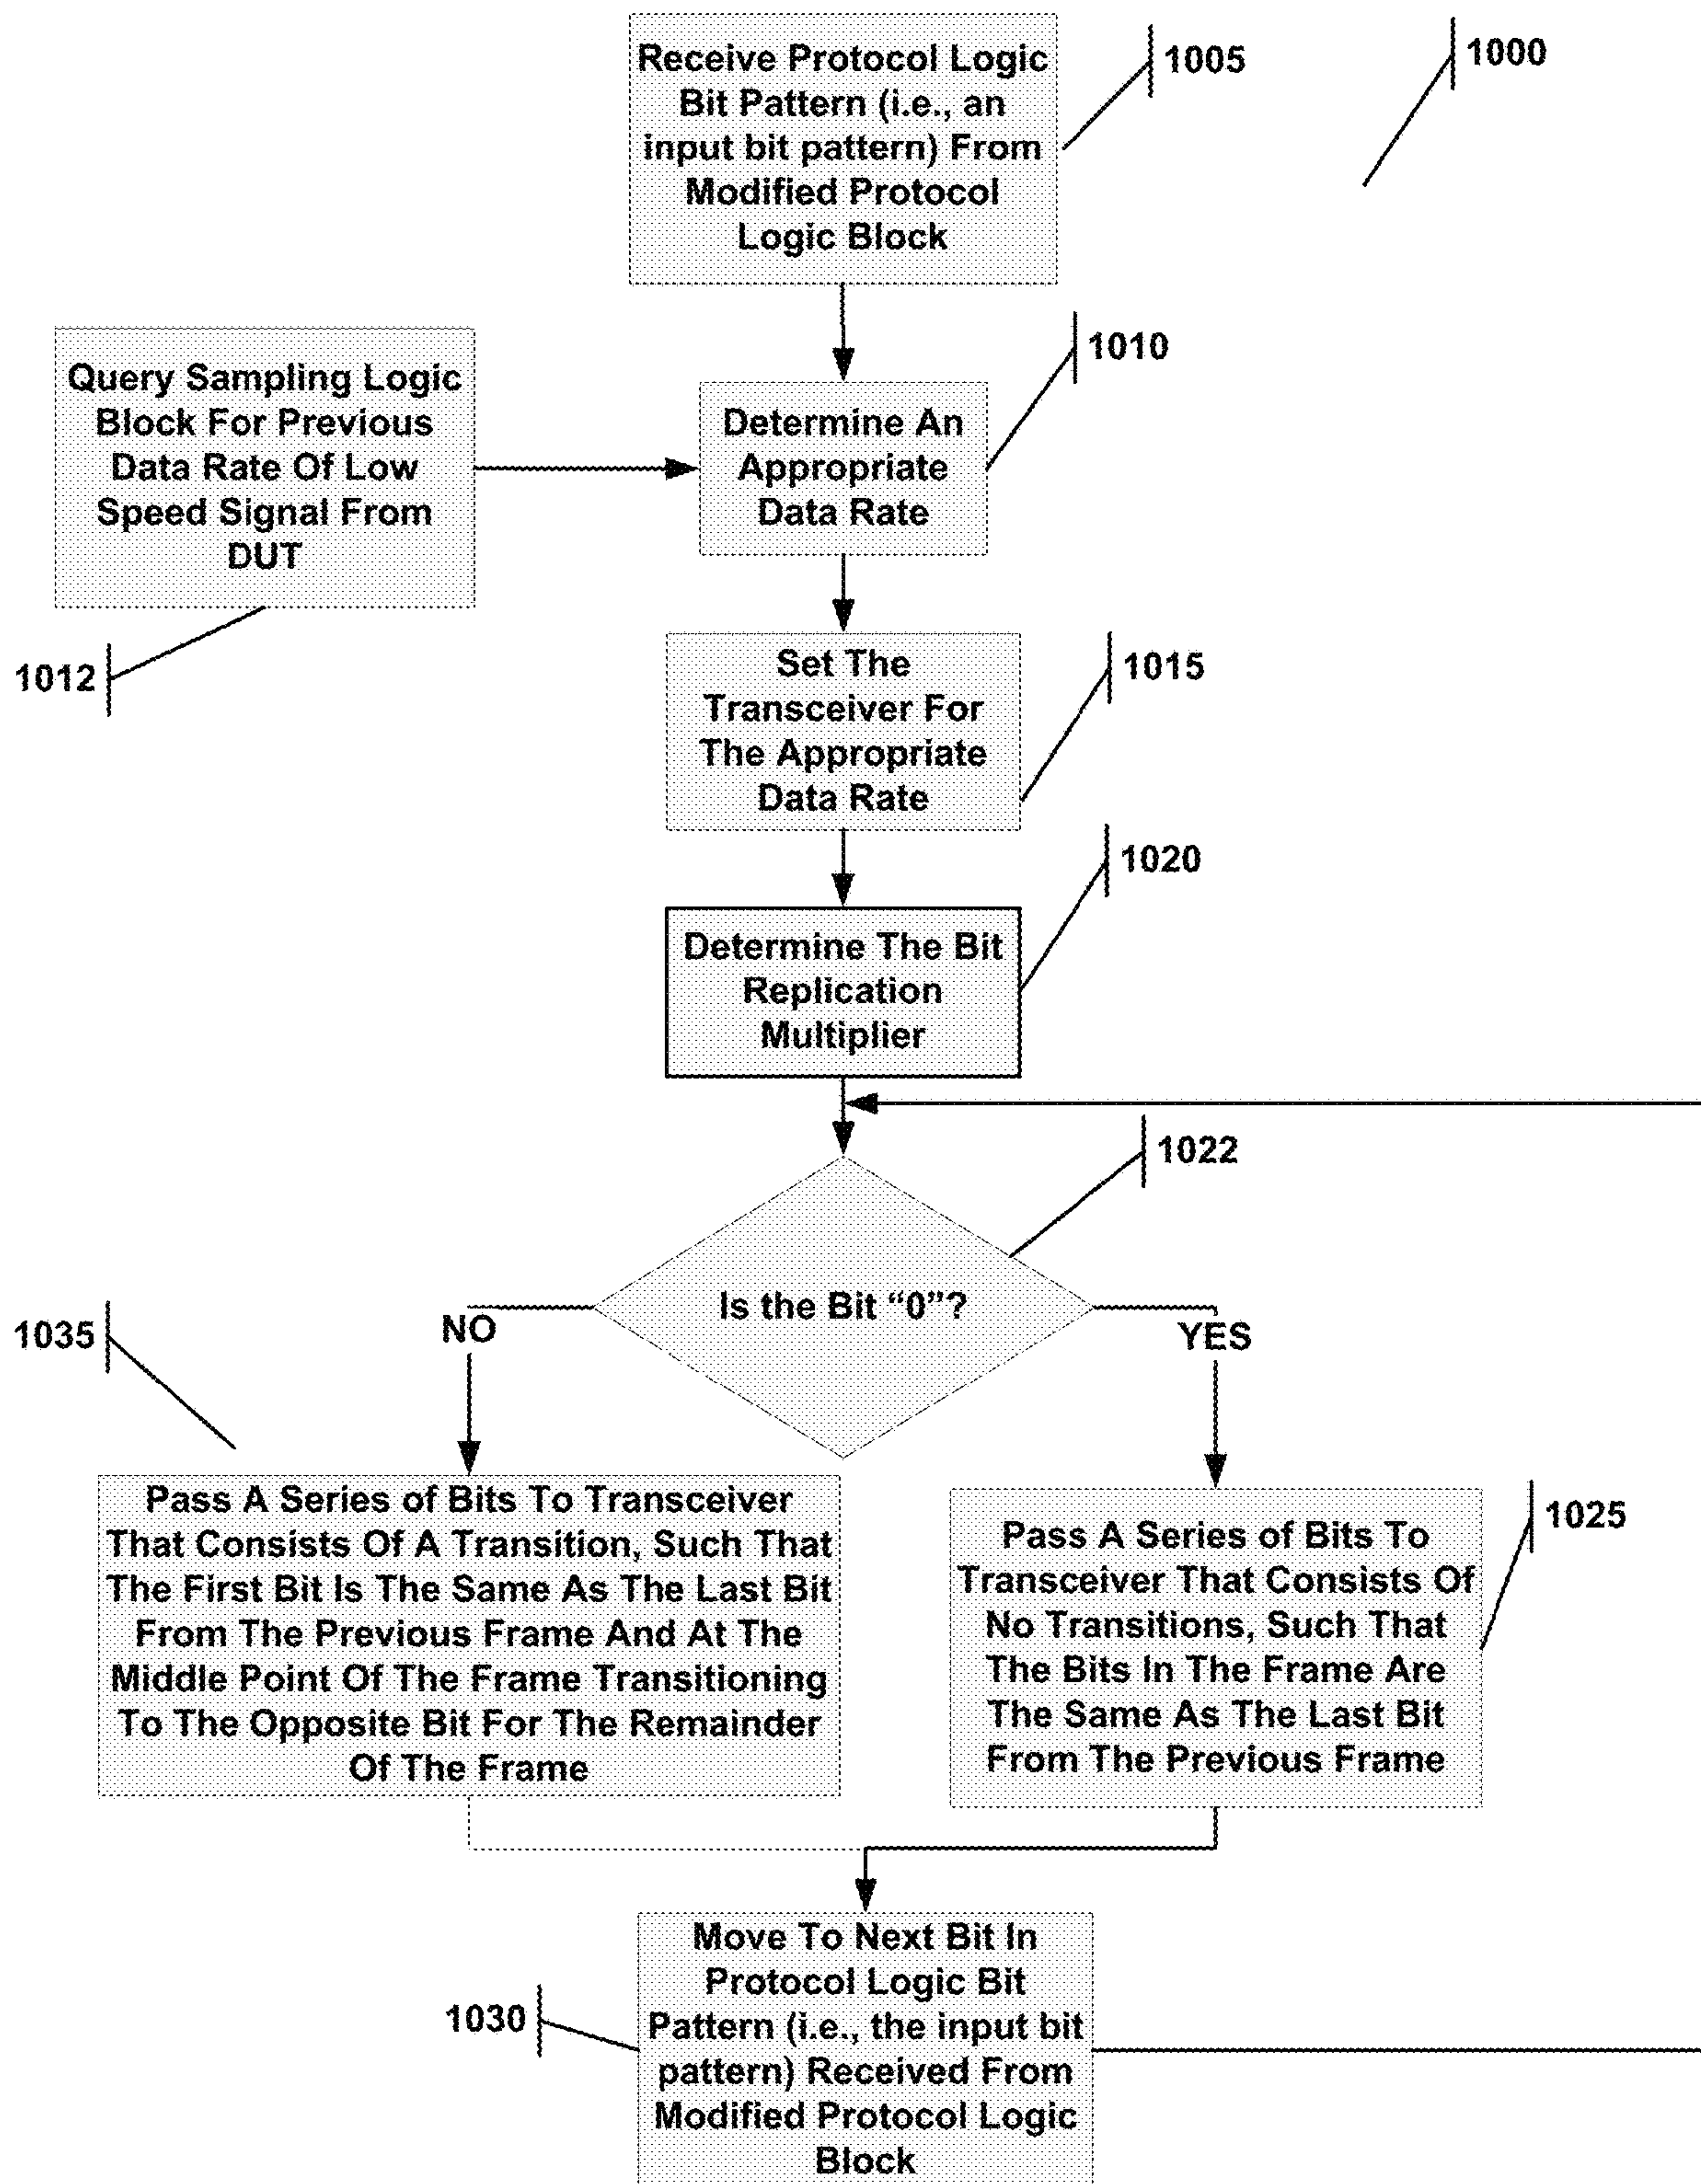 Receive Protocol Logic
Bit Pattern (i.e., an
input bit pattern) From
Modified Protocol
Logic Block
1005
1000
Query Sampling Logic
Block For Previous
Data Rate Of Low
Speed Signal From
DUT
1012
Determine An
Appropriate
Data Rate
1010
Set The
Transceiver For
The Appropriate
Data Rate
1015
Determine The Bit
Replication
Multiplier
1020
Is the Bit “0”?
1022
NO
YES
1035
Pass A Series of Bits To Transceiver
That Consists Of A Transition, Such That
The First Bit Is The Same As The Last Bit
From The Previous Frame And At The
Middle Point Of The Frame Transitioning
To The Opposite Bit For The Remainder
Of The Frame
Pass A Series of Bits To
Transceiver That Consists Of
No Transitions, Such That
The Bits In The Frame Are
The Same As The Last Bit
From The Previous Frame
1025
Move To Next Bit In
Protocol Logic Bit
Pattern (i.e., the input bit
pattern) Received From
Modified Protocol Logic
Block
1030